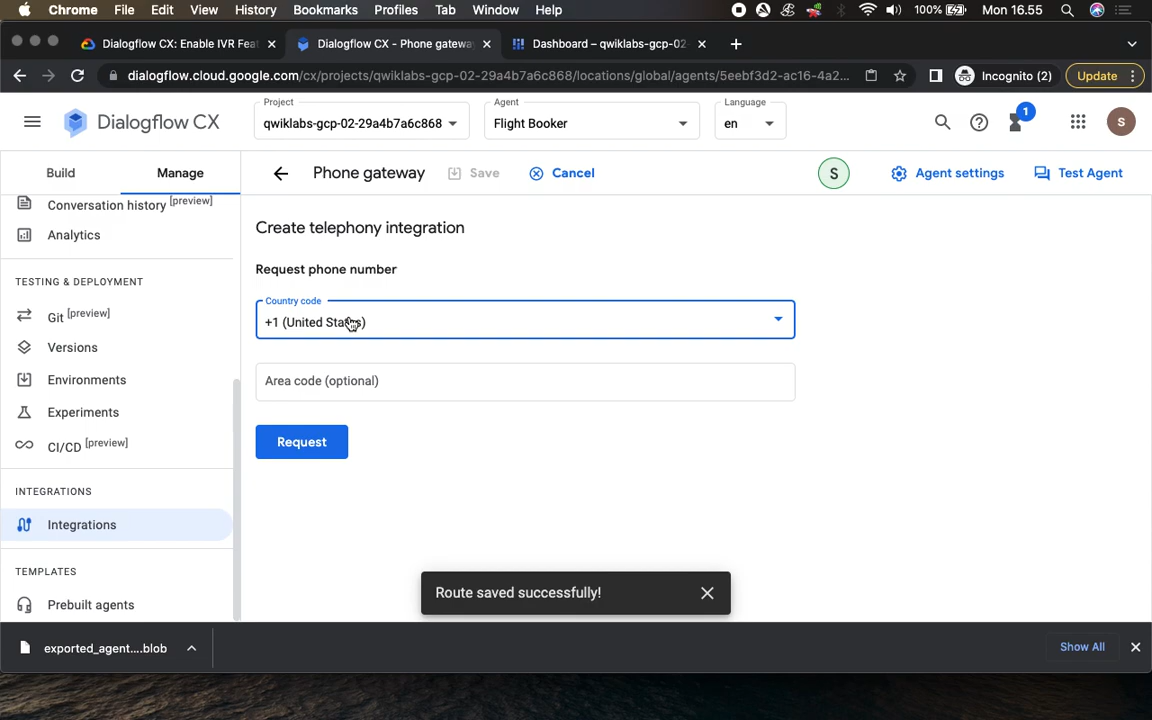 Chrome File Edit View History Bookmarks Profiles Tab Window Help 100% Mon 16.55
Dialogflow CX: Enable IVR Feat Dialogflow CX - Phone gatewa Dashboard – qwiklabs-gcp-02-
dialogflow.cloud.google.com/cx/projects/qwiklabs-gcp-02-29a4b7a6c868/locations/global/agents/5eebf3d2-ac16-4a2... Incognito (2) Update
Dialogflow CX
Project
qwiklabs-gcp-02-29a4b7a6c868
Agent
Flight Booker
Language
en
1
S
Build
Manage
Phone gateway
Save
Cancel
S
Agent settings
Test Agent
Conversation history [preview]
Analytics
TESTING & DEPLOYMENT
Git [preview]
Versions
Environments
Experiments
CI/CD [preview]
INTEGRATIONS
Integrations
TEMPLATES
Prebuilt agents
Create telephony integration
Request phone number
Country code
+1 (United States)
Area code (optional)
Request
Route saved successfully!
exported_agent....blob
Show All